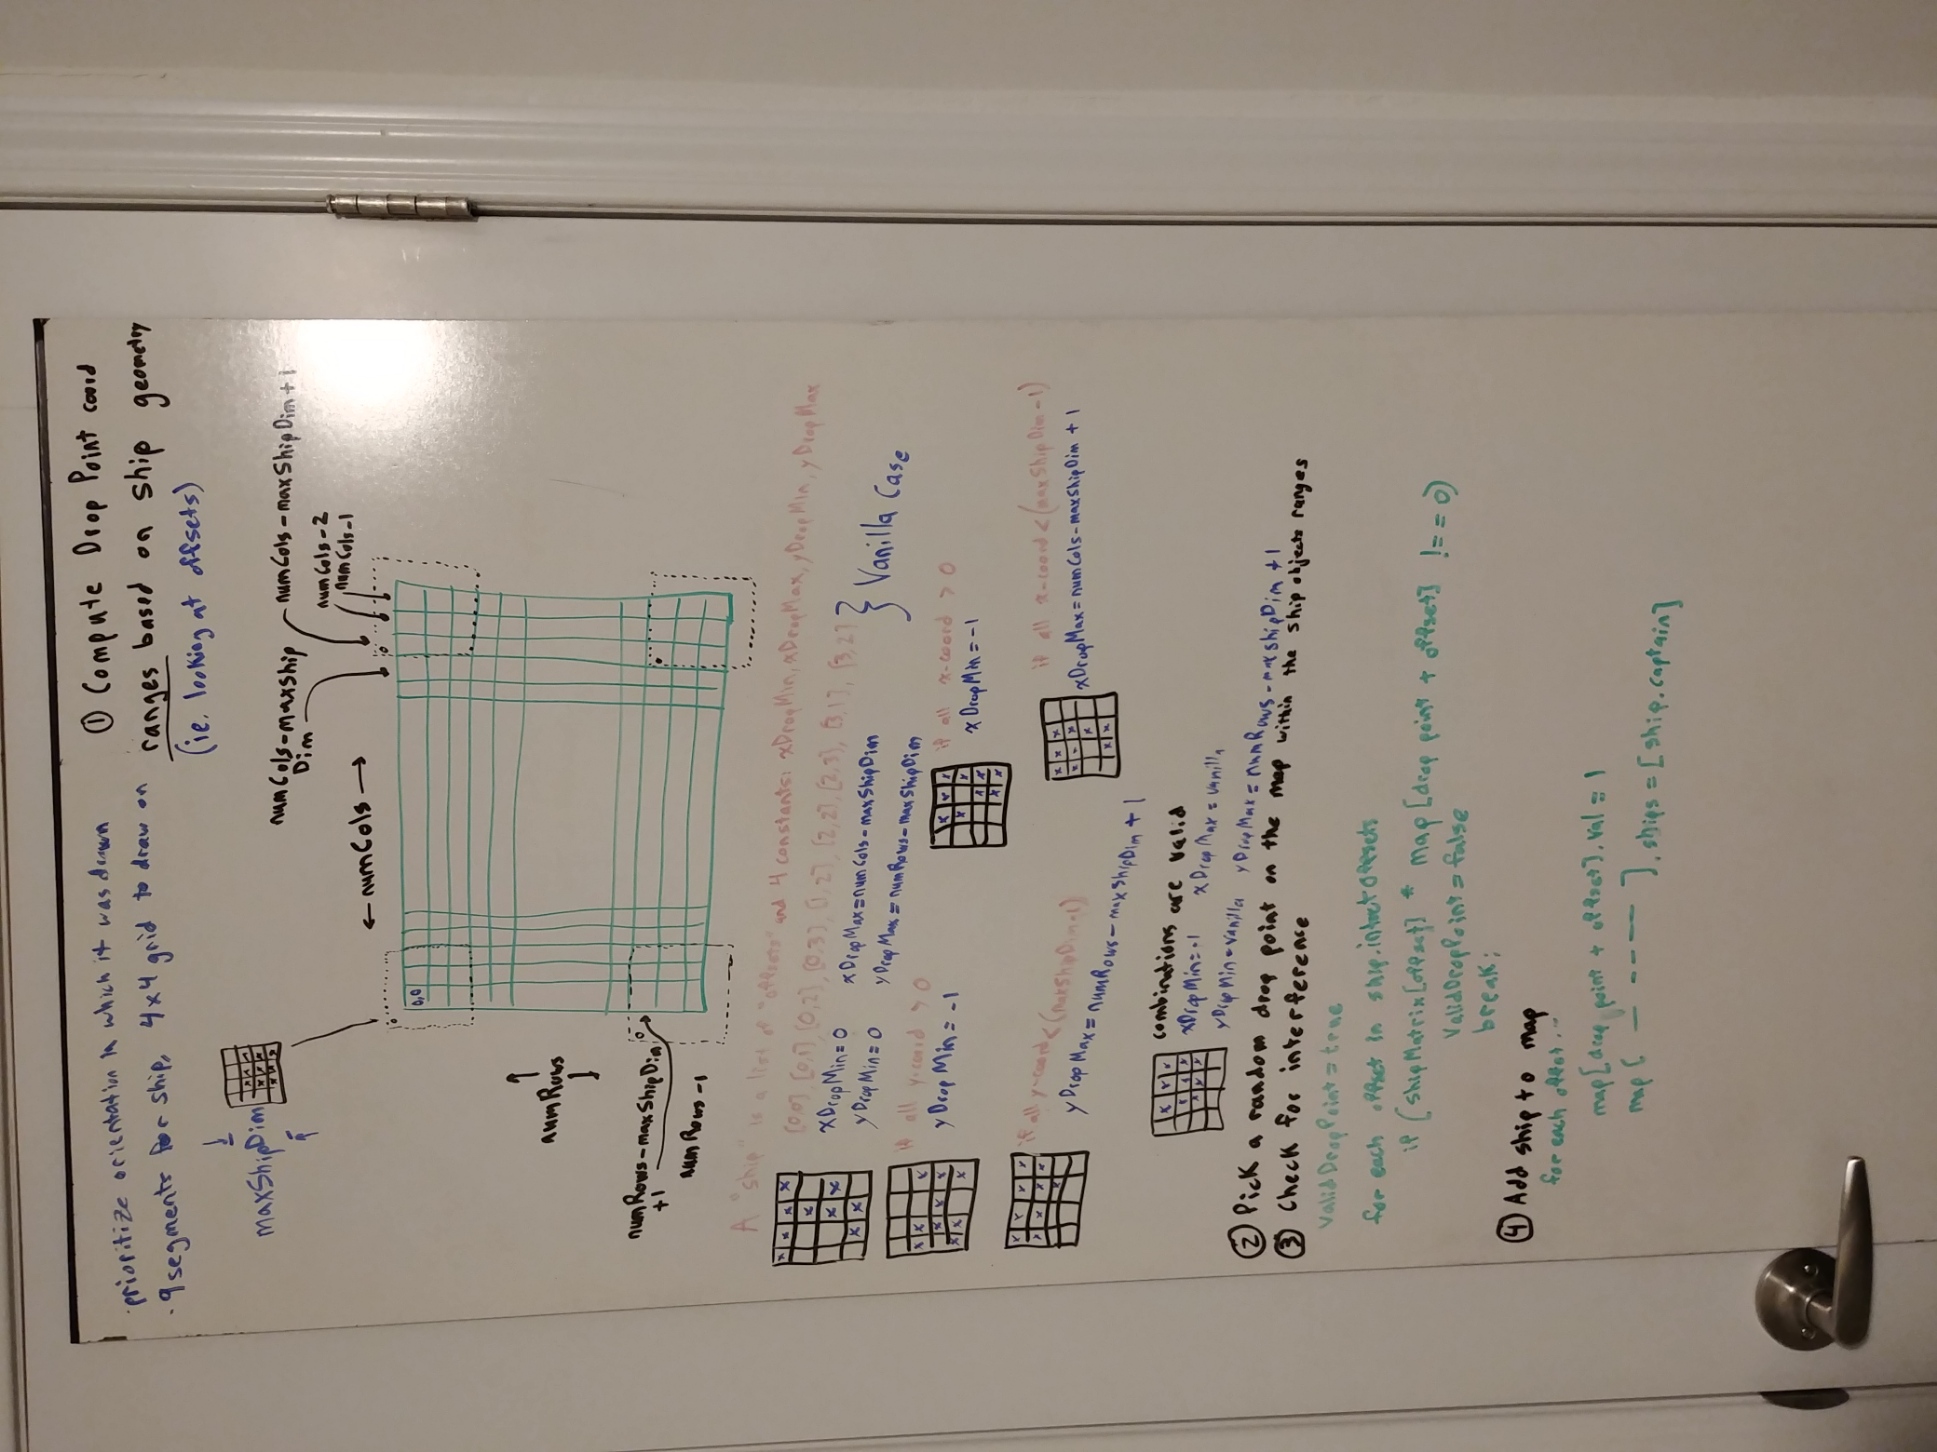 · prioritize orientation in which it was drawn
· 9 segments for ship, 4x4 grid to draw on
① Compute Drop Point coord
ranges based on ship geometry
(ie. looking at offsets)
maxShipDim
numCols-maxShip
Dim
numCols-maxShipDim+1
numCols-2
numCols-1
← numCols →
0,0
numRows
numRows-maxShipDim
+1
numRows-1
A "ship" is a list of "offsets" and 4 constants: xDropMin, xDropMax, yDropMin, yDropMax
[0,0], [0,1], [0,2], [0,3], [1,2], [2,2], [2,3], [3,1], [3,2]
xDropMin=0
xDropMax=numCols-maxShipDim
yDropMin=0
yDropMax=numRows-maxShipDim
} Vanilla Case
if all y-coord > 0
yDropMin=-1
if all x-coord > 0
xDropMin=-1
if all y-coord<(maxShipDim-1)
yDropMax=numRows-maxShipDim+1
if all x-coord<(maxShipDim-1)
xDropMax=numCols-maxShipDim+1
combinations are valid
xDropMin=-1 xDropMax=vanilla
yDropMin=vanilla yDropMax=numRows-maxShipDim+1
② Pick a random drop point on the map within the ship objects ranges
③ Check for interference
validDropPoint=true
for each offset in ship.intactOffsets
if (shipMatrix[offset] * map[drop point + offset] !==0)
validDropPoint=false
break;
④ Add ship to map
for each offset...
map[drop point + offset].val=1
map[ — ---- ].ships=[ship.captain]